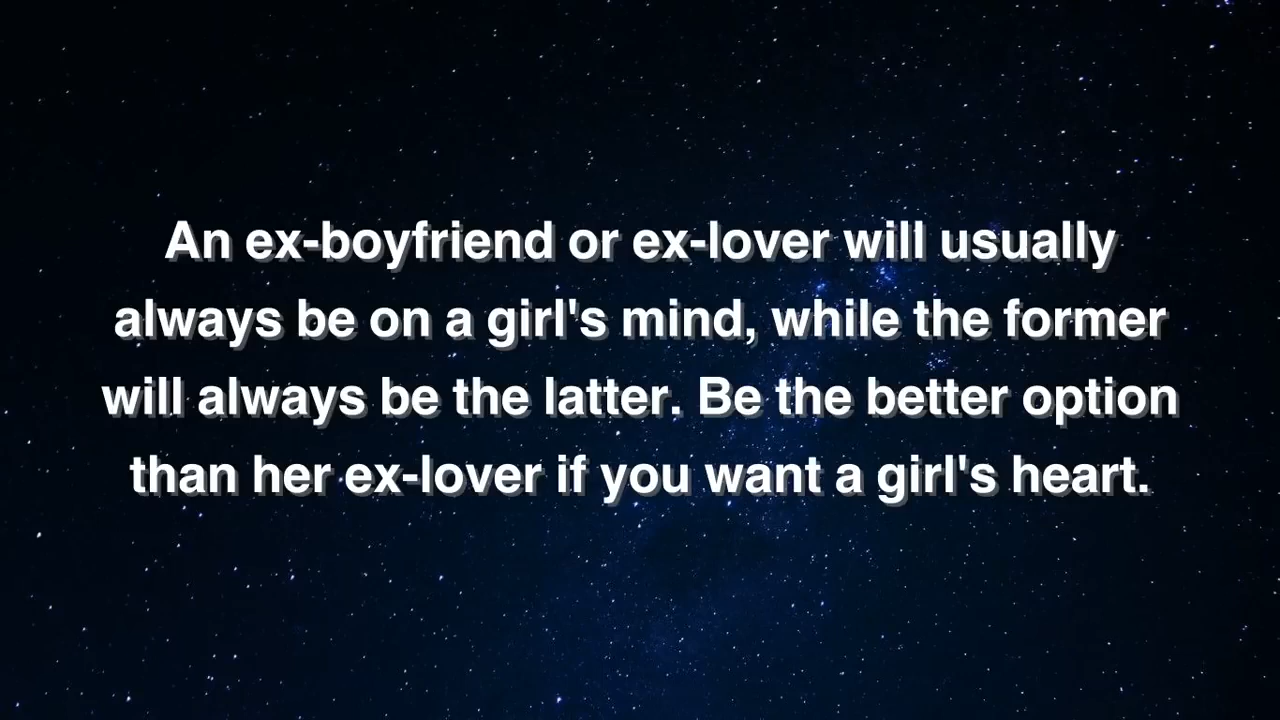 An ex-boyfriend or ex-lover will usually
always be on a girl's mind, while the former
will always be the latter. Be the better option
than her ex-lover if you want a girl's heart.